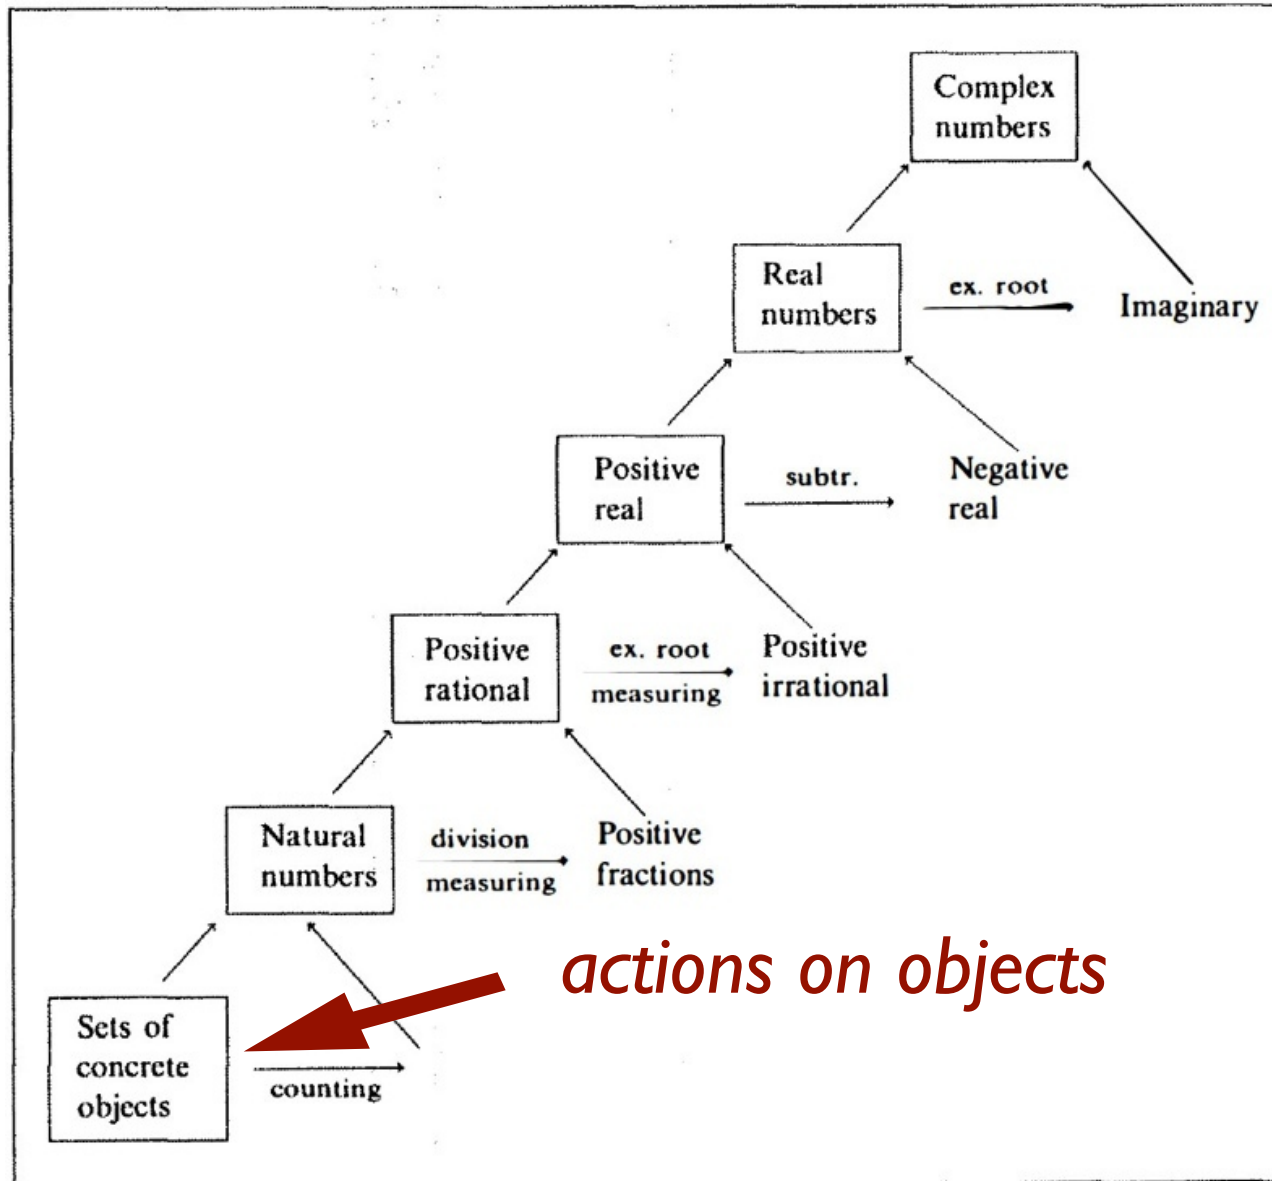 Complex
numbers
Real
numbers
ex. root
Imaginary
Positive
real
subtr.
Negative
real
Positive
rational
ex. root
measuring
Positive
irrational
Natural
numbers
division
measuring
Positive
fractions
actions on objects
Sets of
concrete
objects
counting